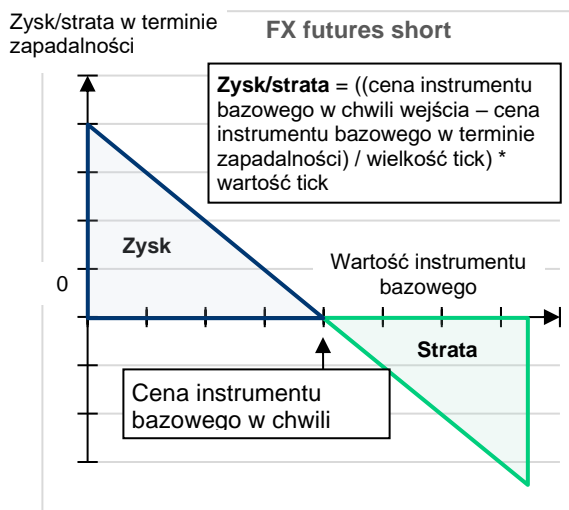 Zysk/strata w terminie
zapadalności
FX futures short
Zysk/strata = ((cena instrumentu
bazowego w chwili wejścia – cena
instrumentu bazowego w terminie
zapadalności) / wielkość tick) *
wartość tick
Zysk
Wartość instrumentu
bazowego
0
Strata
Cena instrumentu
bazowego w chwili